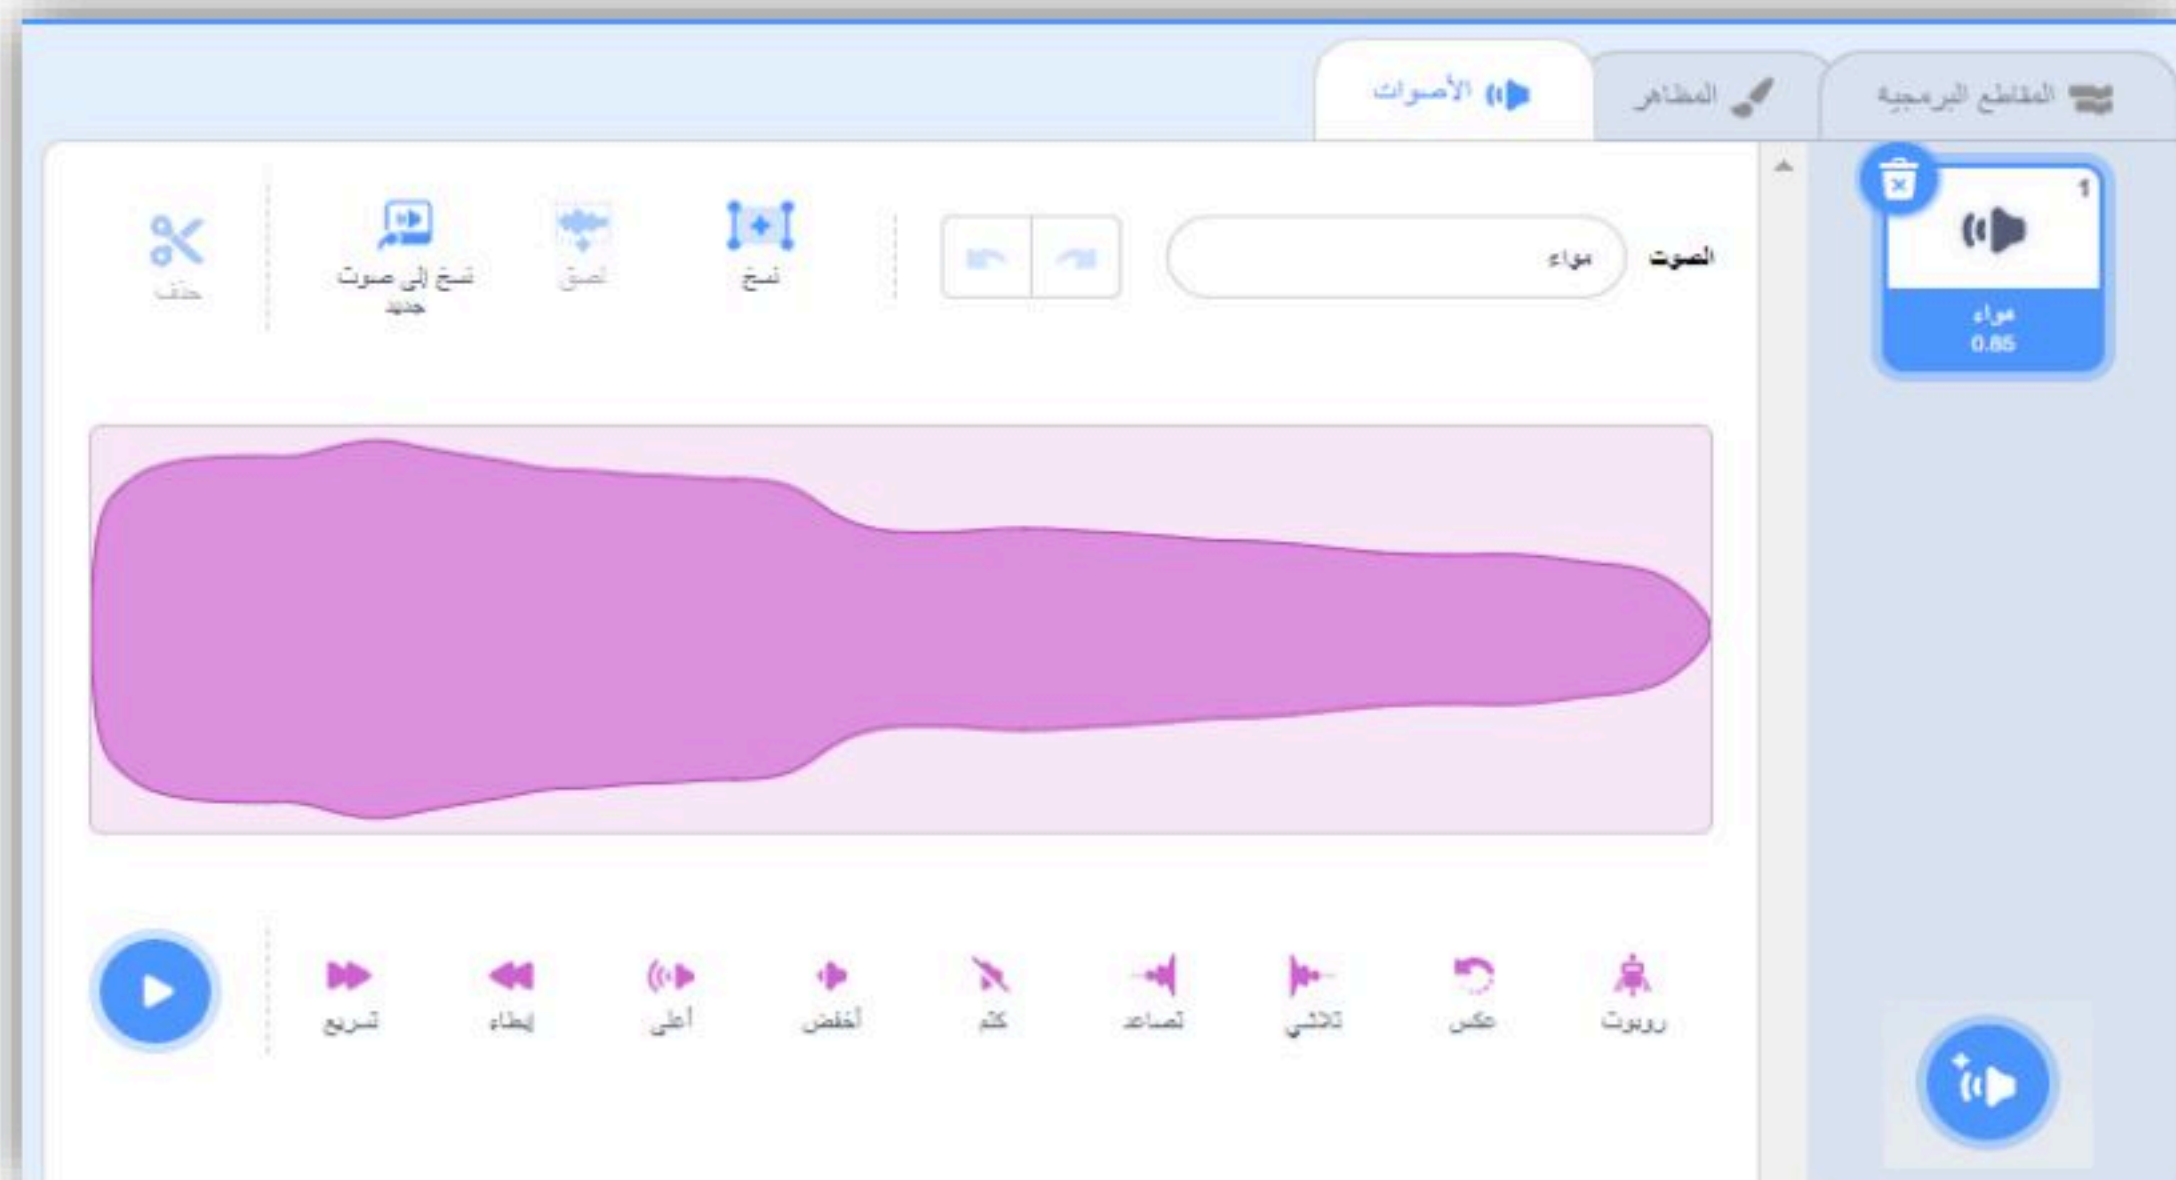 المقاطع البرمجية
المظاهر
الأصوات
1
مواء
0.85
الصوت
مواء
نسخ
لصق
نسخ إلى صوت
جديد
حذف
روبوت
عكس
تلاشي
تصاعد
كتم
أخفض
أعلى
إبطاء
تسريع